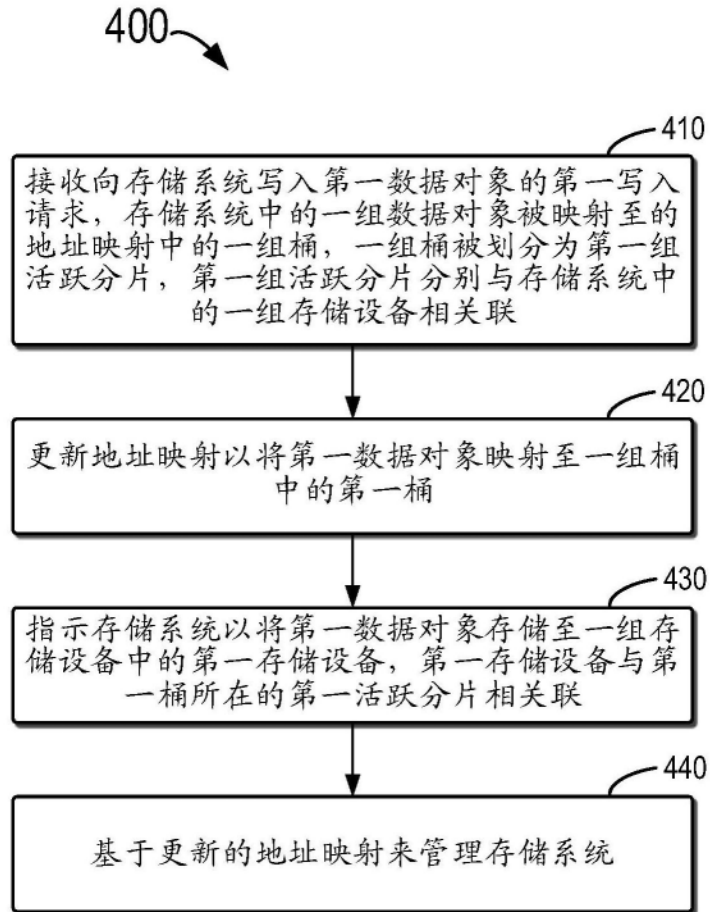 400
410
接收向存储系统写入第一数据对象的第一写入
请求，存储系统中的一组数据对象被映射至的
地址映射中的一组桶，一组桶被划分为第一组
活跃分片，第一组活跃分片分别与存储系统中
的一组存储设备相关联
420
更新地址映射以将第一数据对象映射至一组桶
中的第一桶
430
指示存储系统以将第一数据对象存储至一组存
储设备中的第一存储设备，第一存储设备与第
一桶所在的第一活跃分片相关联
440
基于更新的地址映射来管理存储系统